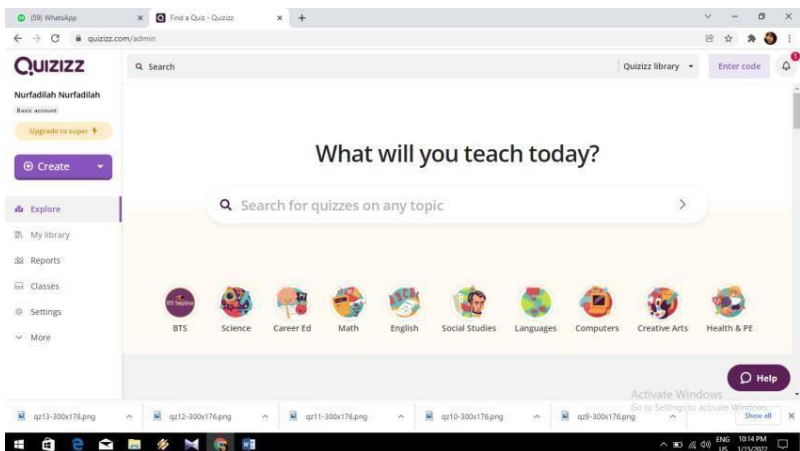 (59) WhatsApp
Find a Quiz - Quizizz
quizizz.com/admin
QUIZIZZ
Search
Quizizz library
Enter code
1
Nurfadilah Nurfadilah
Basic account
Upgrade to super
Create
Explore
My library
Reports
Classes
Settings
More
What will you teach today?
Search for quizzes on any topic
BTS
Science
Career Ed
Math
English
Social Studies
Languages
Computers
Creative Arts
Health & PE
Help
Activate Windows
Go to Settings to activate Windows.
qz13-300x176.png
qz12-300x176.png
qz11-300x176.png
qz10-300x176.png
qz9-300x176.png
Show all
ENG
US
10:14 PM
1/15/2022